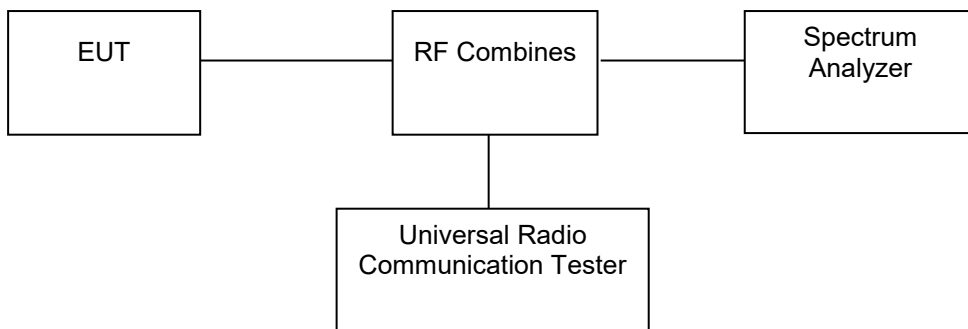 EUT
RF Combines
Spectrum
Analyzer
Universal Radio
Communication Tester